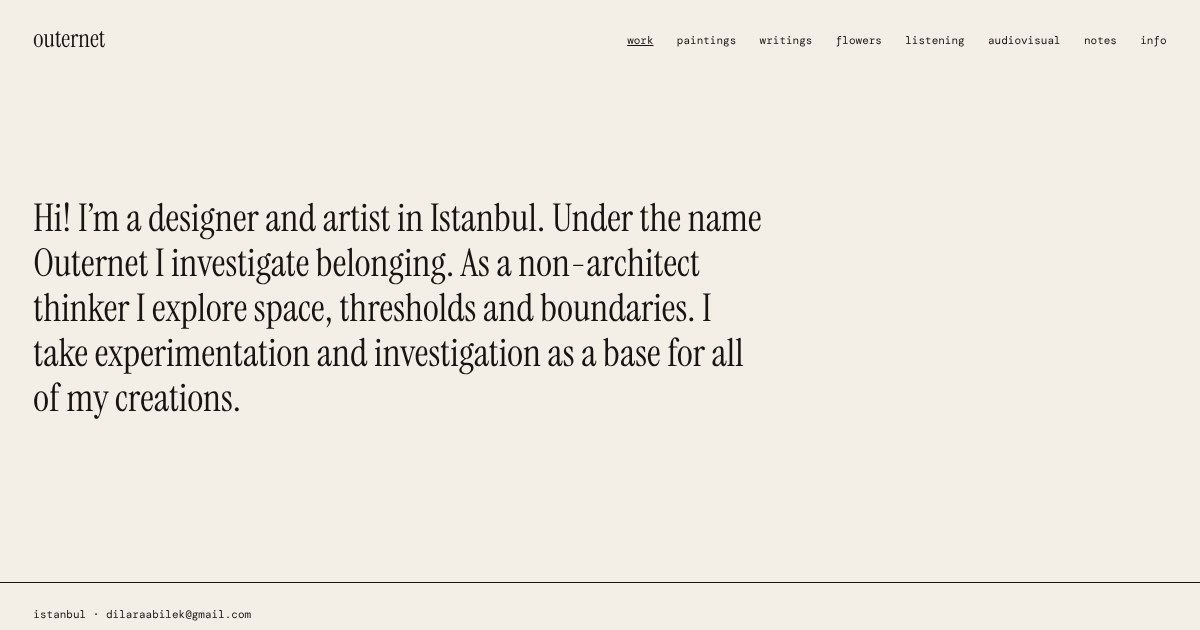 outernet
work paintings writings flowers listening audiovisual notes info
Hi! I’m a designer and artist in Istanbul. Under the name
Outernet I investigate belonging. As a non-architect
thinker I explore space, thresholds and boundaries. I
take experimentation and investigation as a base for all
of my creations.
istanbul · dilaraabilek@gmail.com